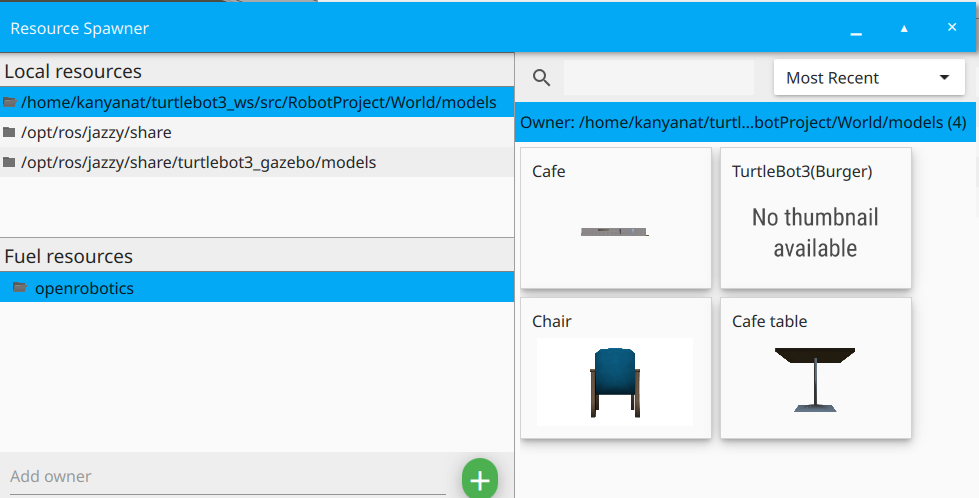 Resource Spawner
Local resources
/home/kanyanat/turtlebot3_ws/src/RobotProject/World/models
/opt/ros/jazzy/share
/opt/ros/jazzy/share/turtlebot3_gazebo/models
Fuel resources
openrobotics
Add owner
Most Recent
Owner: /home/kanyanat/turtl...botProject/World/models (4)
Cafe
TurtleBot3(Burger)
No thumbnail
available
Chair
Cafe table